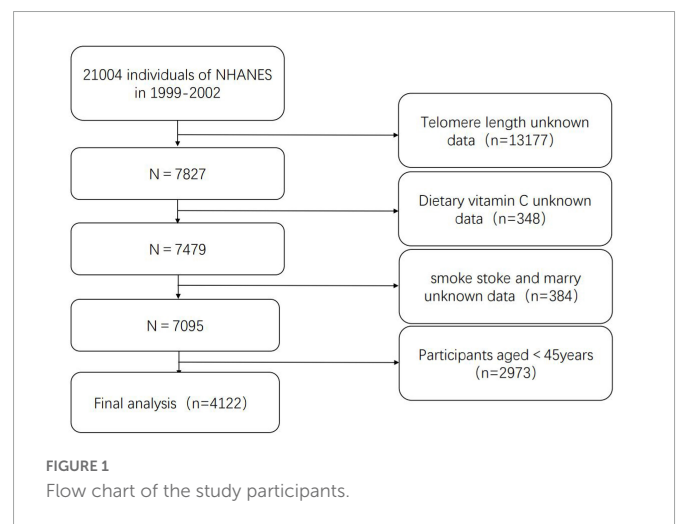 21004 individuals of NHANES
in 1999-2002
Telomere length unknown
data（n=13177）
N = 7827
Dietary vitamin C unknown
data（n=348）
N = 7479
smoke stoke and marry
unknown data（n=384）
N = 7095
Participants aged < 45years
（n=2973）
Final analysis（n=4122）
FIGURE 1
Flow chart of the study participants.